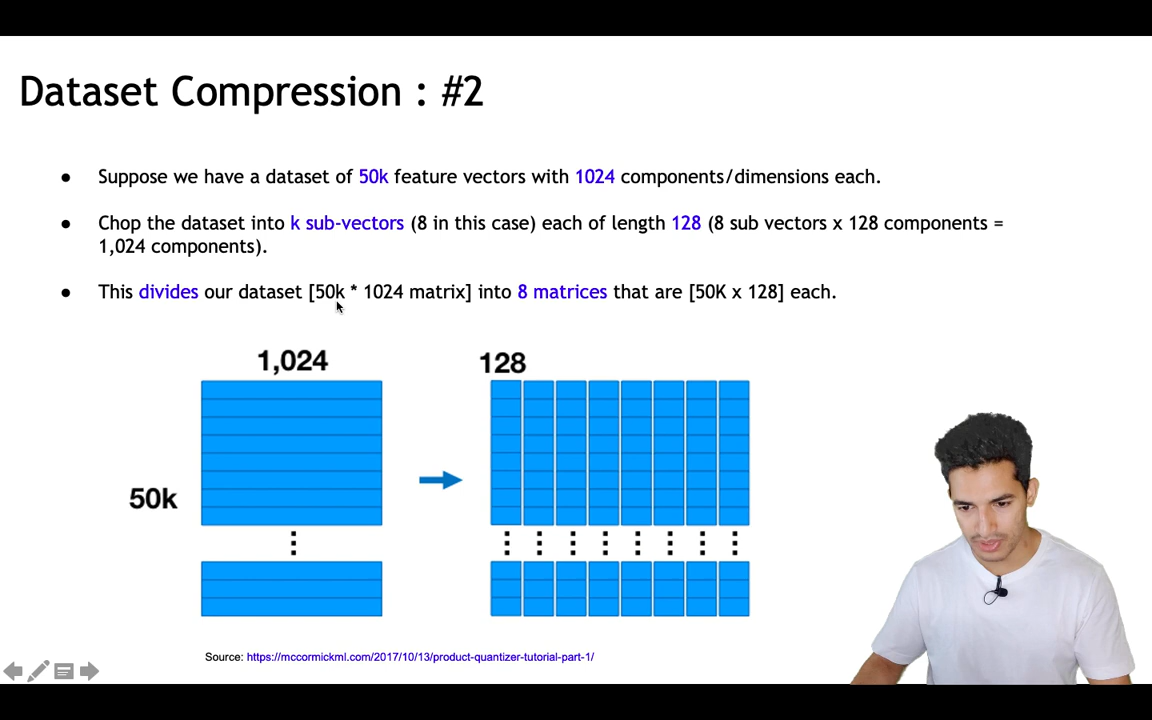 Dataset Compression : #2
● Suppose we have a dataset of 50k feature vectors with 1024 components/dimensions each.
● Chop the dataset into k sub-vectors (8 in this case) each of length 128 (8 sub vectors x 128 components =
1,024 components).
● This divides our dataset [50k * 1024 matrix] into 8 matrices that are [50K x 128] each.
1,024
128
50k
Source: https://mccormickml.com/2017/10/13/product-quantizer-tutorial-part-1/